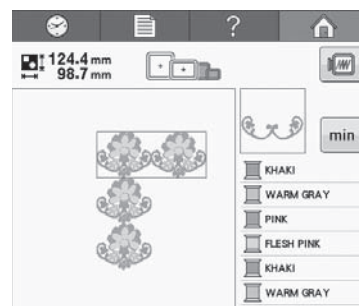 ?
124.4 mm
98.7 mm
min
KHAKI
WARM GRAY
PINK
FLESH PINK
KHAKI
WARM GRAY